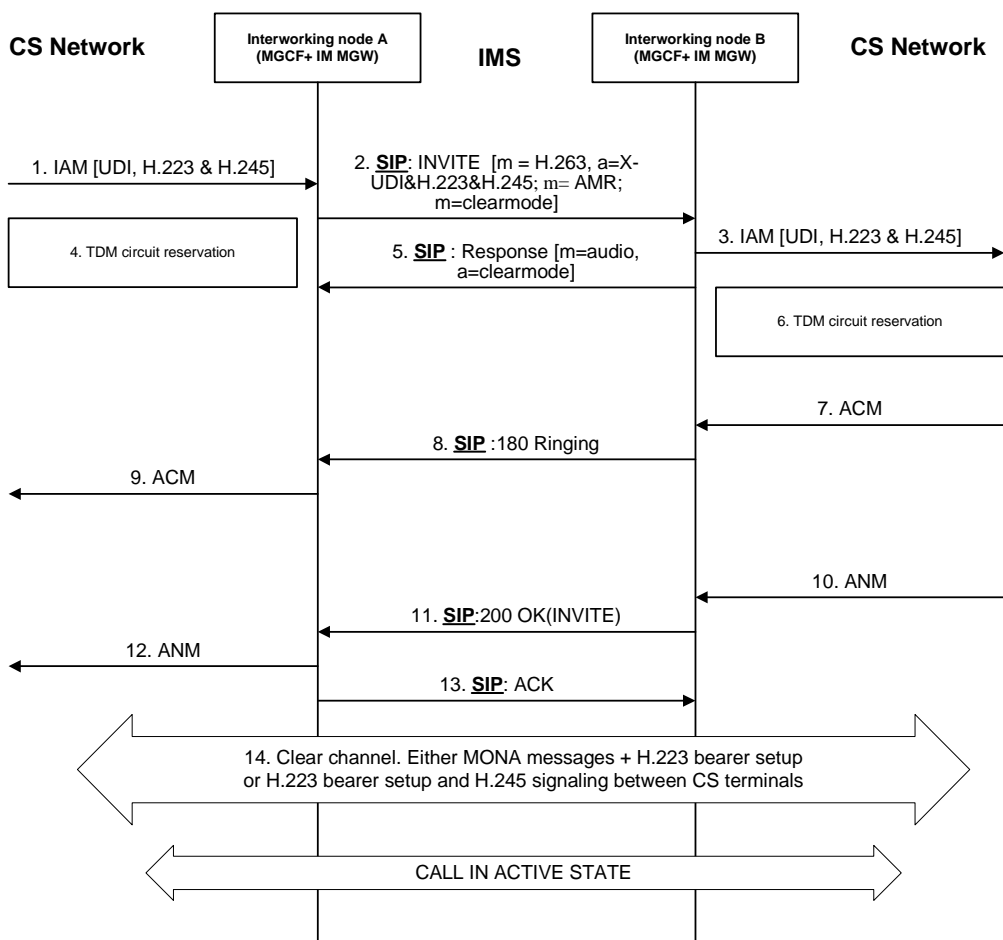 CS Network
Interworking node A
(MGCF+ IM MGW)
IMS
Interworking node B
(MGCF+ IM MGW)
CS Network
1. IAM [UDI, H.223 & H.245]
2. SIP: INVITE [m = H.263, a=X-
UDI&H.223&H.245; m= AMR;
m=clearmode]
3. IAM [UDI, H.223 & H.245]
4. TDM circuit reservation
5. SIP : Response [m=audio,
a=clearmode]
6. TDM circuit reservation
7. ACM
8. SIP :180 Ringing
9. ACM
10. ANM
11. SIP:200 OK(INVITE)
12. ANM
13. SIP: ACK
14. Clear channel. Either MONA messages + H.223 bearer setup
or H.223 bearer setup and H.245 signaling between CS terminals
CALL IN ACTIVE STATE